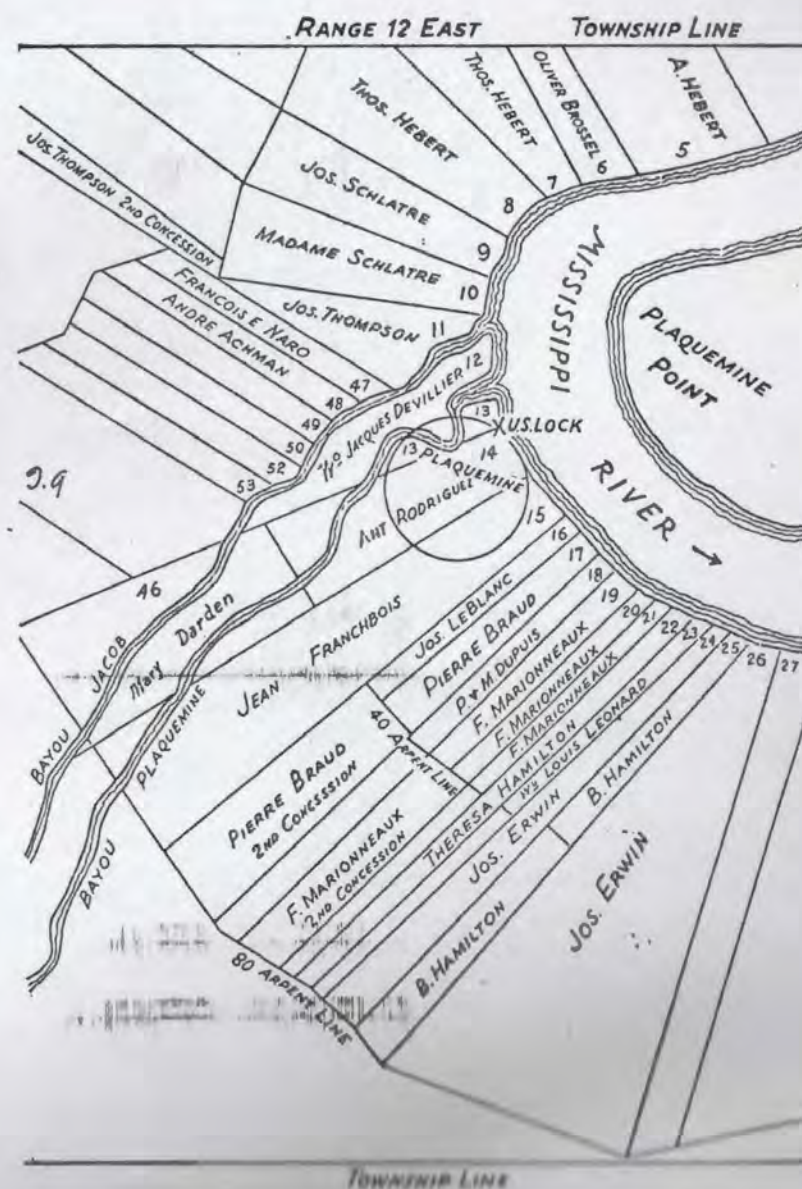 RANGE 12 EAST TOWNSHIP LINE
THOS. HEBERT
THOS. HEBERT
OLIVER BROSSEL
A. HEBERT
5
6
7
8
JOS. SCHLATRE
9
MADAME SCHLATRE
10
JOS. THOMPSON 2ND CONCESSION
JOS. THOMPSON
11
FRANCOIS E NARO
ANDRE ACHMAN
47
48
49
50
52
53
JACQUES DEVILLIER 12
MISSISSIPPI
RIVER →
PLAQUEMINE
POINT
13
X U.S. LOCK
13
PLAQUEMINE
14
ANT RODRIGUEZ
15
16
17
18
19
20
21
22
23
24
25
26
27
9.9
46
Mary Darden
BAYOU JACOB
BAYOU PLAQUEMINE
JEAN FRANCHBOIS
JOS. LEBLANC
PIERRE BRAUD
P. & M. DUPUIS
F. MARIONNEAUX
F. MARIONNEAUX
F. MARIONNEAUX
THERESA HAMILTON
LOUIS LEONARD
JOS. ERWIN
B. HAMILTON
40 ARPENT LINE
PIERRE BRAUD
2ND CONCESSION
F. MARIONNEAUX
2ND CONCESSION
B. HAMILTON
JOS. ERWIN
80 ARPENT LINE
TOWNSHIP LINE